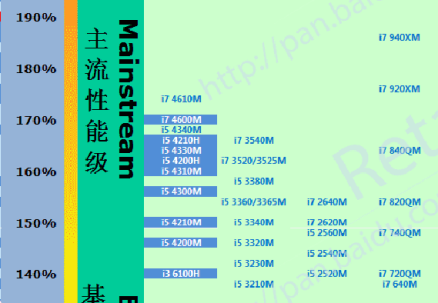 190%
i7 940XM
180%
主流性能级
Mainstream
i7 920XM
i7 4610M
170%
i7 4600M
i5 4340M
i5 4210H
i7 3540M
i5 4330M
i7 840QM
i5 4200H
i7 3520/3525M
i5 4310M
160%
i5 3380M
i5 4300M
i5 3360/3365M
i7 2640M
i7 820QM
150%
i5 4210M
i5 3340M
i7 2620M
i5 2560M
i7 740QM
i5 4200M
i5 3320M
i5 2540M
i5 3230M
140%
i3 6100H
i5 2520M
i7 720QM
i5 3210M
i7 640M
基
http://pan.baidu.co